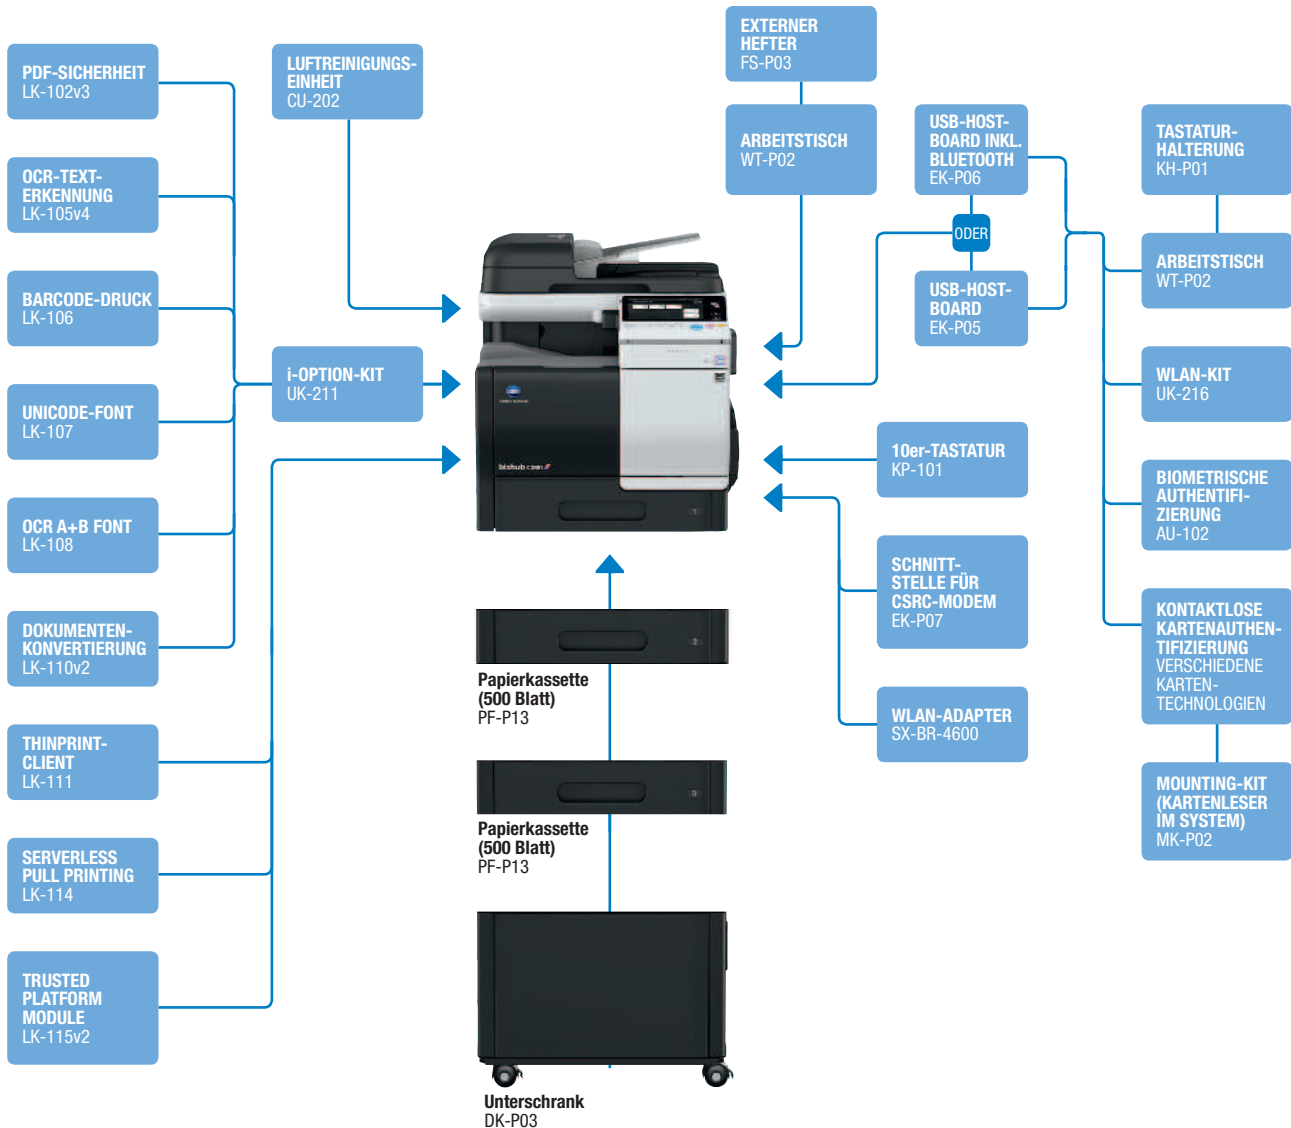 PDF-SICHERHEIT
LK-102v3
OCR-TEXT-
ERKENNUNG
LK-105v4
BARCODE-DRUCK
LK-106
UNICODE-FONT
LK-107
OCR A+B FONT
LK-108
DOKUMENTEN-
KONVERTIERUNG
LK-110v2
THINPRINT-
CLIENT
LK-111
SERVERLESS
PULL PRINTING
LK-114
TRUSTED
PLATFORM
MODULE
LK-115v2
LUFTREINIGUNGS-
EINHEIT
CU-202
i-OPTION-KIT
UK-211
KONICA MINOLTA
bizhub
1
2
Papierkassette
(500 Blatt)
PF-P13
3
Papierkassette
(500 Blatt)
PF-P13
Unterschrank
DK-P03
EXTERNER
HEFTER
FS-P03
ARBEITSTISCH
WT-P02
USB-HOST-
BOARD INKL.
BLUETOOTH
EK-P06
ODER
USB-HOST-
BOARD
EK-P05
10er-TASTATUR
KP-101
SCHNITT-
STELLE FÜR
CSRC-MODEM
EK-P07
WLAN-ADAPTER
SX-BR-4600
TASTATUR-
HALTERUNG
KH-P01
ARBEITSTISCH
WT-P02
WLAN-KIT
UK-216
BIOMETRISCHE
AUTHENTIFI-
ZIERUNG
AU-102
KONTAKTLOSE
KARTENAUTHEN-
TIFIZIERUNG
VERSCHIEDENE
KARTEN-
TECHNOLOGIEN
MOUNTING-KIT
(KARTENLESER
IM SYSTEM)
MK-P02